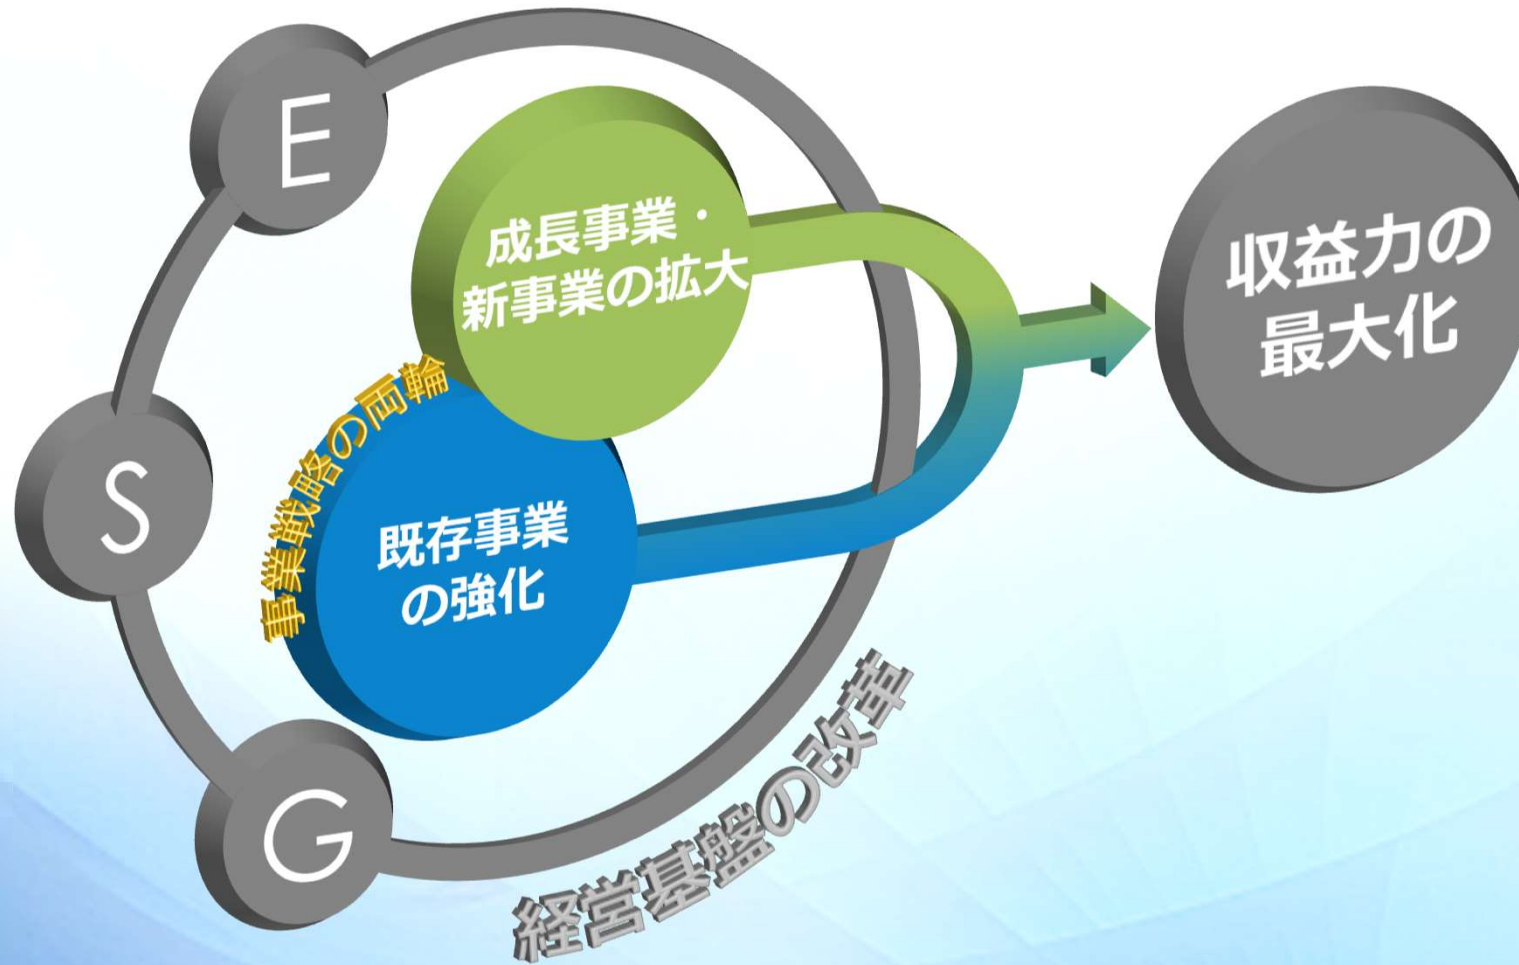 E
S
G
成長事業・
新事業の拡大
事業戦略の両輪
既存事業
の強化
経営基盤の改革
収益力の
最大化